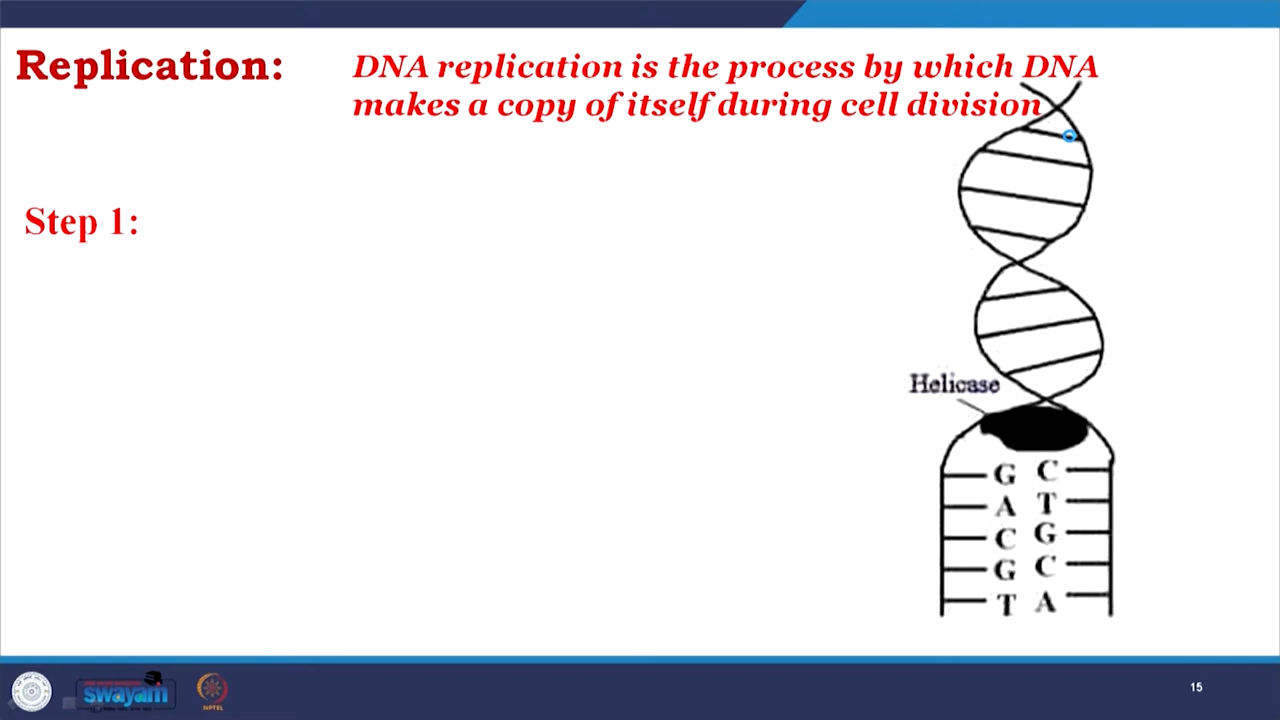 Replication:
DNA replication is the process by which DNA
makes a copy of itself during cell division
Step 1:
Helicase
G C
A T
C G
G C
T A
swayam
NPTEL
15